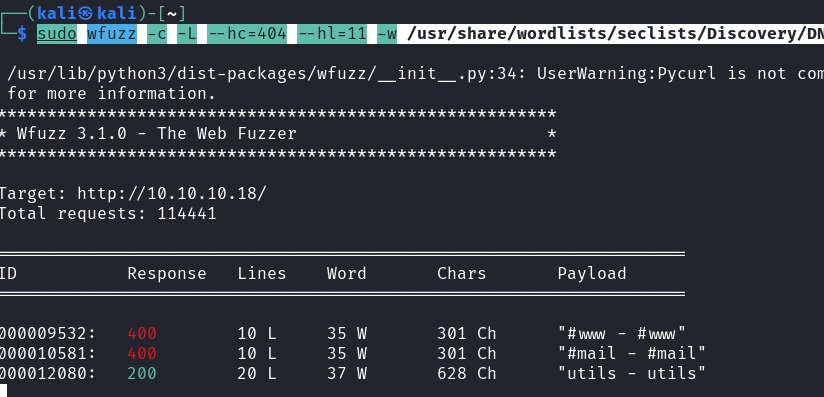 ┌──(kali㉿kali)-[~]
└─$ sudo wfuzz -c -L --hc=404 --hl=11 -w /usr/share/wordlists/seclists/Discovery/DN
/usr/lib/python3/dist-packages/wfuzz/__init__.py:34: UserWarning:Pycurl is not com
for more information.
********************************************************
* Wfuzz 3.1.0 - The Web Fuzzer                         *
********************************************************
Target: http://10.10.10.18/
Total requests: 114441
=====================================================================
ID           Response   Lines    Word       Chars       Payload
=====================================================================
000009532:   400        10 L     35 W       301 Ch      "#www - #www"
000010581:   400        10 L     35 W       301 Ch      "#mail - #mail"
000012080:   200        20 L     37 W       628 Ch      "utils - utils"